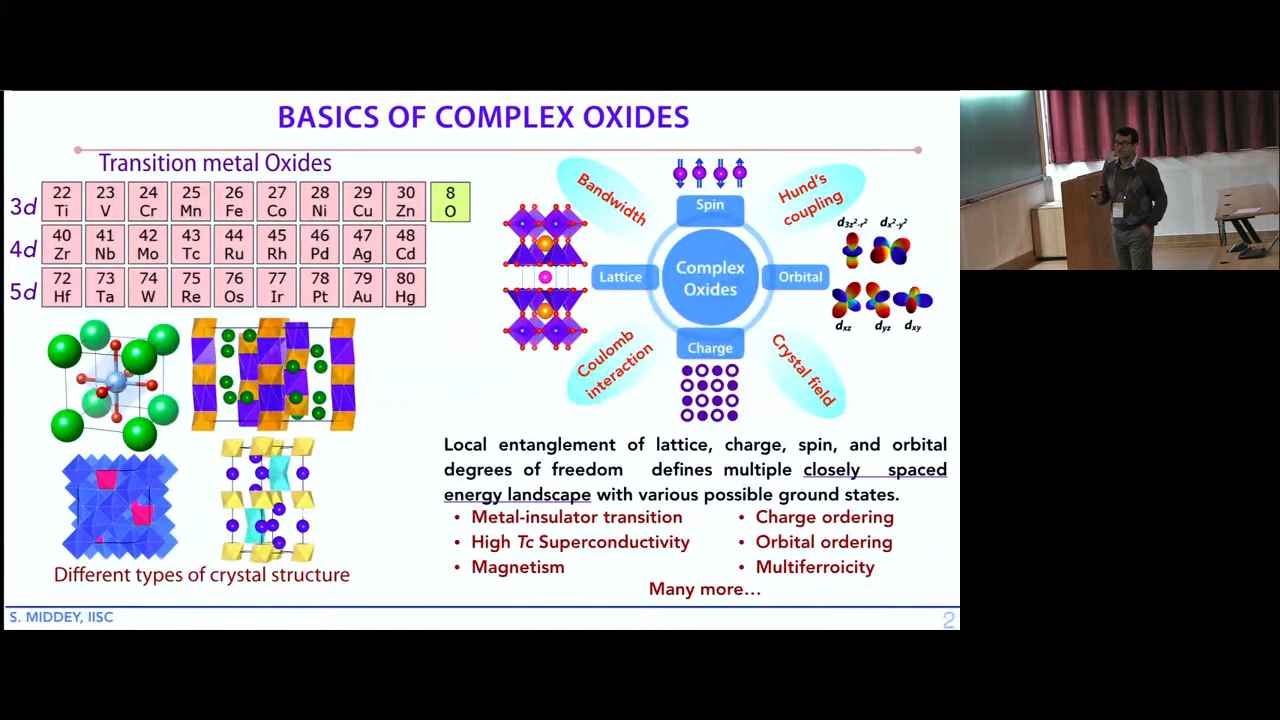 BASICS OF COMPLEX OXIDES
Transition metal Oxides
3d
22 23 24 25 26 27 28 29 30 8
Ti V Cr Mn Fe Co Ni Cu Zn O
4d
40 41 42 43 44 45 46 47 48
Zr Nb Mo Tc Ru Rh Pd Ag Cd
5d
72 73 74 75 76 77 78 79 80
Hf Ta W Re Os Ir Pt Au Hg
Different types of crystal structure
Bandwidth
Spin
Hund's
coupling
Lattice
Complex
Oxides
Orbital
d3z²-r² dx²-y²
dxz dyz dxy
Coulomb
interaction
Charge
Crystal field
Local entanglement of lattice, charge, spin, and orbital
degrees of freedom defines multiple closely spaced
energy landscape with various possible ground states.
• Metal-insulator transition
• High Tc Superconductivity
• Magnetism
• Charge ordering
• Orbital ordering
• Multiferroicity
Many more...
S. MIDDEY, IISC
2